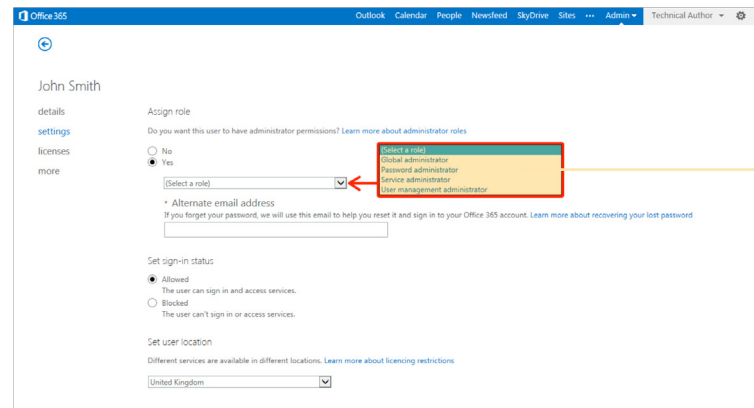 Office 365
Outlook Calendar People Newsfeed SkyDrive Sites ••• Admin Technical Author
John Smith
details
settings
licenses
more
Assign role
Do you want this user to have administrator permissions? Learn more about administrator roles
No
Yes
(Select a role)
(Select a role)
Global administrator
Password administrator
Service administrator
User management administrator
* Alternate email address
If you forget your password, we will use this email to help you reset it and sign in to your Office 365 account. Learn more about recovering your lost password
Set sign-in status
Allowed
The user can sign in and access services.
Blocked
The user can't sign in or access services.
Set user location
Different services are available in different locations. Learn more about licencing restrictions
United Kingdom